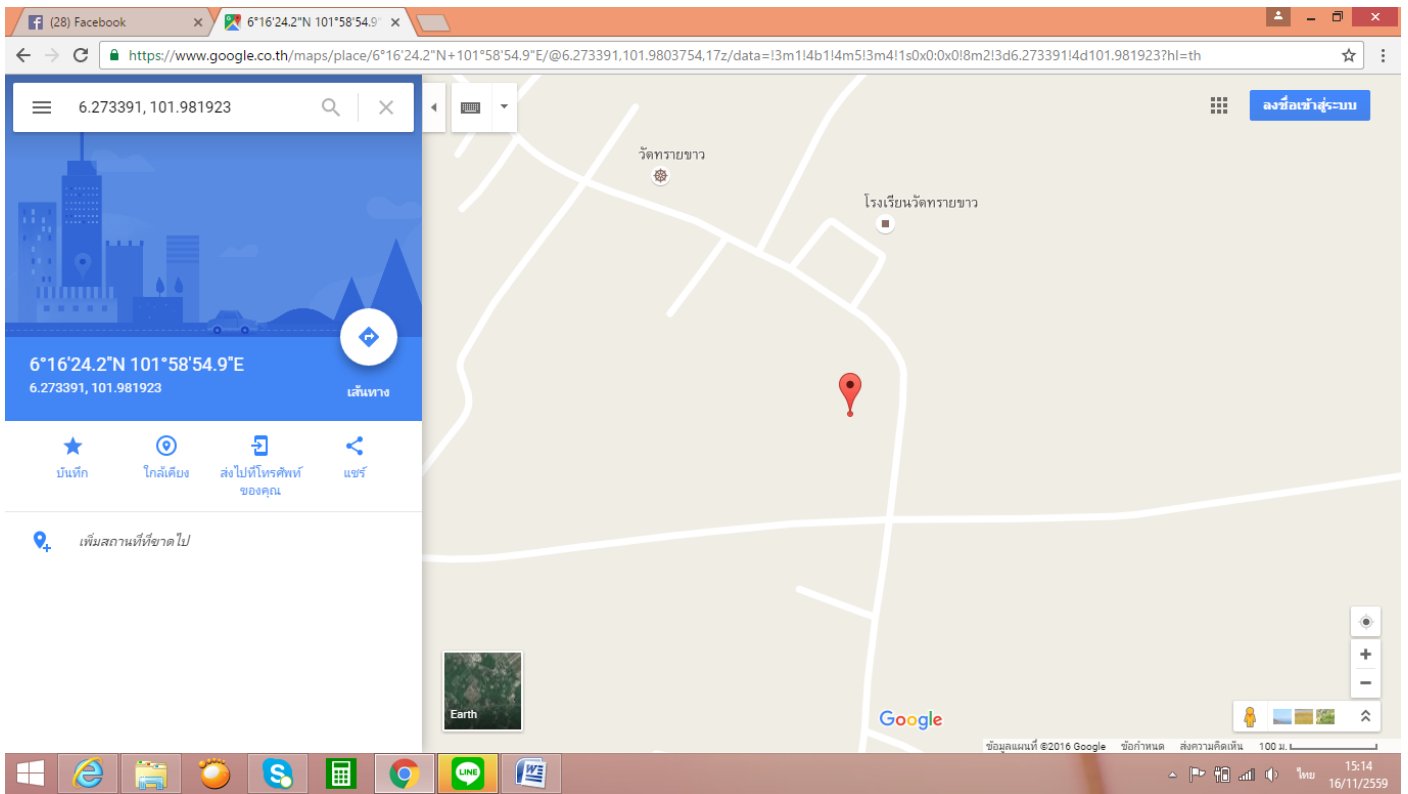 (28) Facebook
6°16'24.2"N 101°58'54.9"
https://www.google.co.th/maps/place/6°16'24.2"N+101°58'54.9"E/@6.273391,101.9803754,17z/data=!3m1!4b1!4m5!3m4!1s0x0:0x0!8m2!3d6.273391!4d101.981923?hl=th
6.273391, 101.981923
ลงชื่อเข้าสู่ระบบ
วัดทรายขาว
โรงเรียนวัดทรายขาว
6°16'24.2"N 101°58'54.9"E
6.273391, 101.981923
เส้นทาง
บันทึก
ใกล้เคียง
ส่งไปที่โทรศัพท์
ของคุณ
แชร์
เพิ่มสถานที่ที่ขาดไป
Earth
Google
ข้อมูลแผนที่ ©2016 Google ข้อกำหนด ส่งความคิดเห็น 100 ม.
LINE
ไทย
15:14
16/11/2559